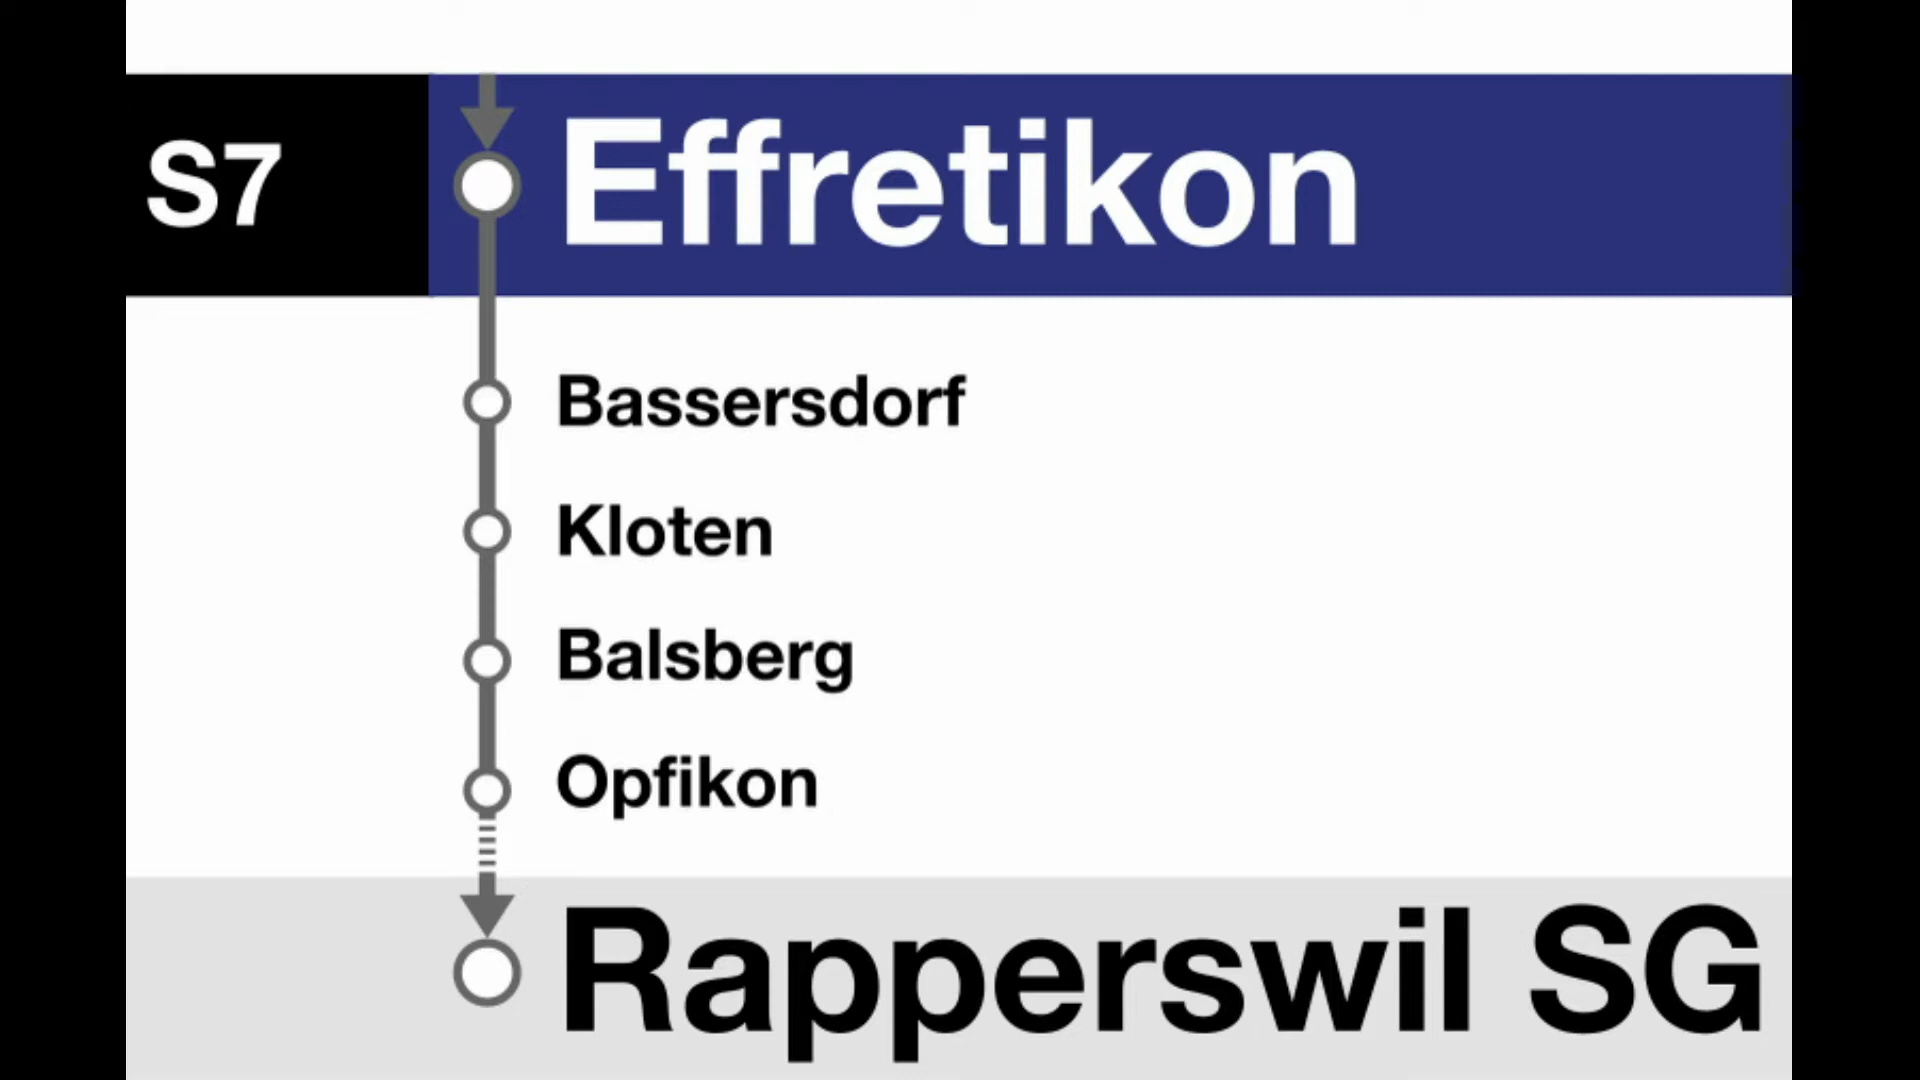 S7 Effretikon
Bassersdorf
Kloten
Balsberg
Opfikon
Rapperswil SG